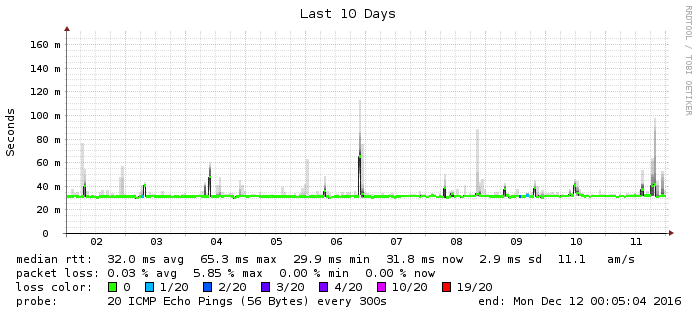 Last 10 Days
RRDTOOL / TOBI OETIKER
Seconds
160 m
140 m
120 m
100 m
80 m
60 m
40 m
20 m
0
02 03 04 05 06 07 08 09 10 11
median rtt: 32.0 ms avg 65.3 ms max 29.9 ms min 31.8 ms now 2.9 ms sd 11.1 am/s
packet loss: 0.03 % avg 5.85 % max 0.00 % min 0.00 % now
loss color: 0 1/20 2/20 3/20 4/20 10/20 19/20
probe: 20 ICMP Echo Pings (56 Bytes) every 300s end: Mon Dec 12 00:05:04 2016